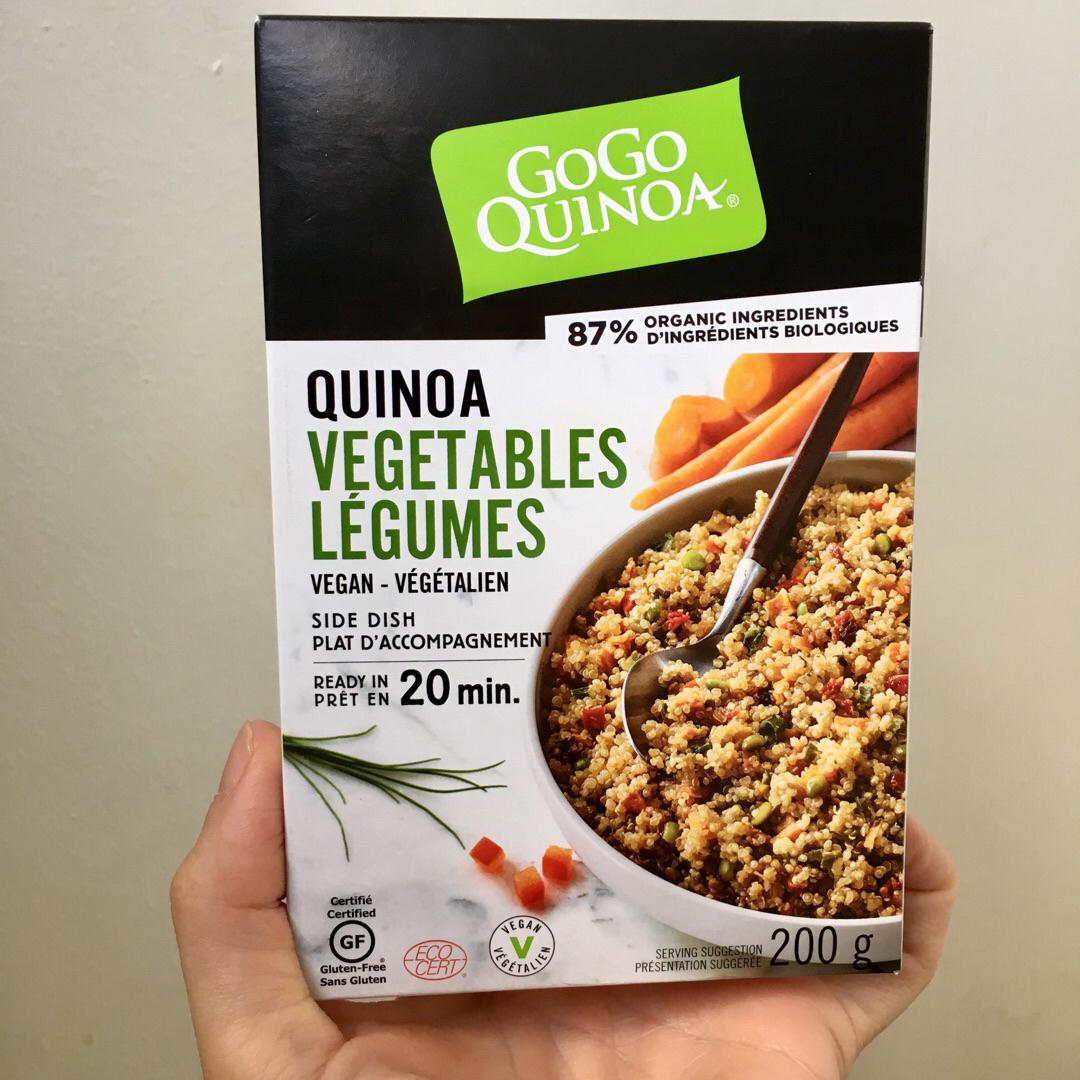 GOGO
QUINOA®
87% ORGANIC INGREDIENTS
D'INGRÉDIENTS BIOLOGIQUES
QUINOA
VEGETABLES
LÉGUMES
VEGAN - VÉGÉTALIEN
SIDE DISH
PLAT D'ACCOMPAGNEMENT
READY IN
PRÊT EN 20 min.
Certifié
Certified
GF
Gluten-Free®
Sans Gluten
ECO
CERT
VEGAN
V
VÉGÉTALIEN
SERVING SUGGESTION
PRÉSENTATION SUGGÉRÉE
200 g